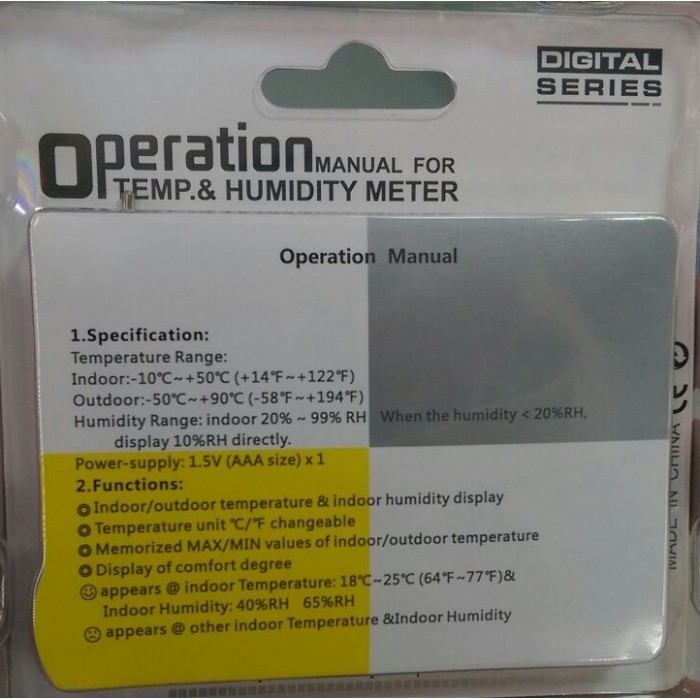 DIGITAL
SERIES
Operation MANUAL FOR
TEMP.& HUMIDITY METER
Operation Manual
1.Specification:
Temperature Range:
Indoor:-10℃~+50℃ (+14℉~+122℉)
Outdoor:-50℃~+90℃ (-58℉~+194℉)
Humidity Range: indoor 20% ~ 99% RH When the humidity < 20%RH,
display 10%RH directly.
Power-supply: 1.5V (AAA size) x 1
2.Functions:
◎ Indoor/outdoor temperature & indoor humidity display
◎ Temperature unit ℃/℉ changeable
◎ Memorized MAX/MIN values of indoor/outdoor temperature
◎ Display of comfort degree
☺ appears @ indoor Temperature: 18℃~25℃ (64℉~77℉)&
Indoor Humidity: 40%RH 65%RH
☹ appears @ other indoor Temperature &Indoor Humidity
CE
MADE IN CHINA